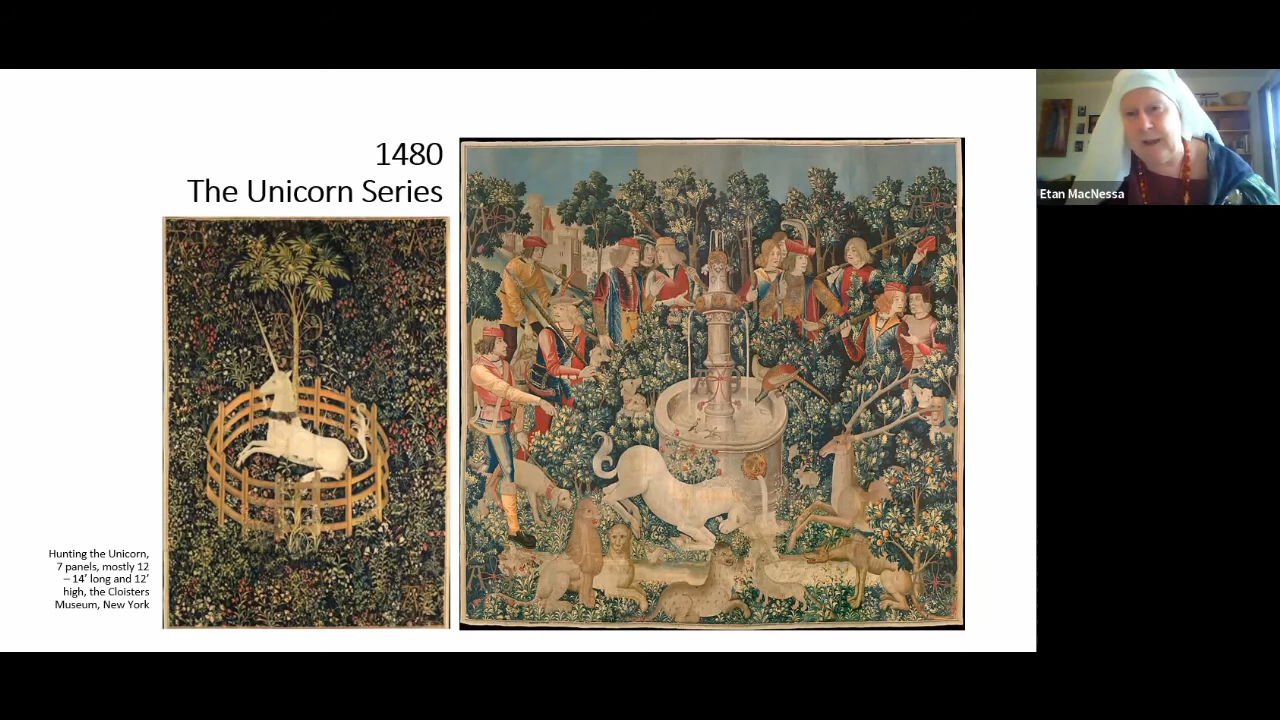 1480
The Unicorn Series
Hunting the Unicorn,
7 panels, mostly 12
– 14’ long and 12’
high, the Cloisters
Museum, New York
Etan MacNessa